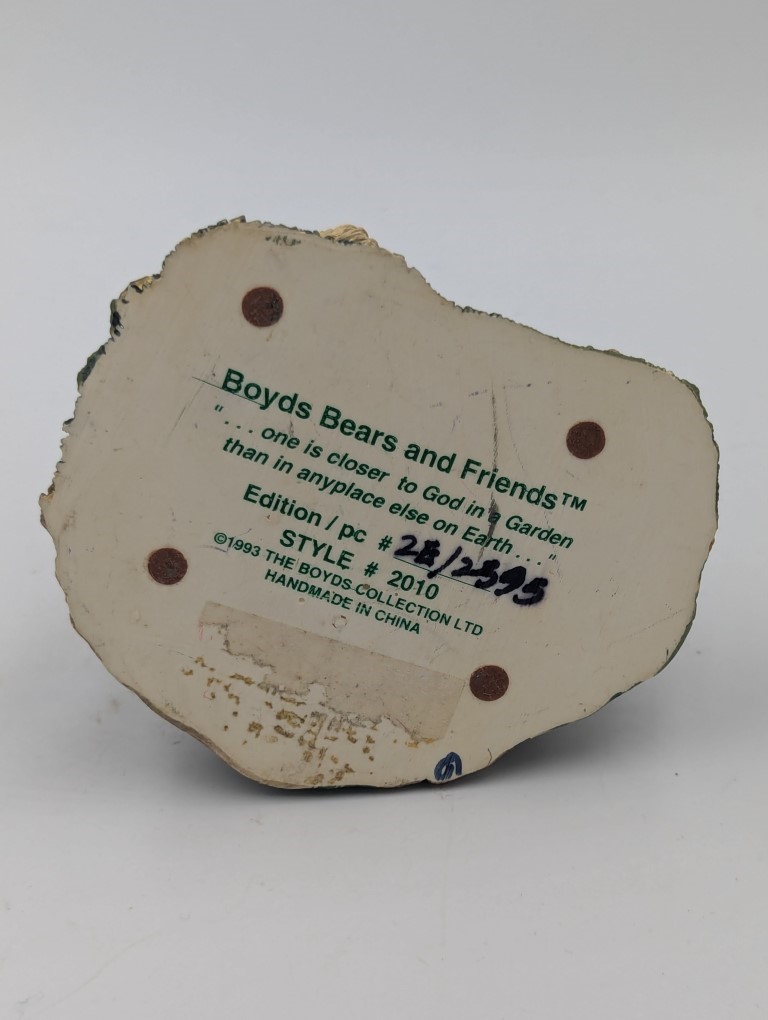 Boyds Bears and Friends™
"... one is closer to God in a Garden
than in anyplace else on Earth..."
Edition / pc # 2E/2595
STYLE # 2010
©1993 THE BOYDS COLLECTION LTD
HANDMADE IN CHINA